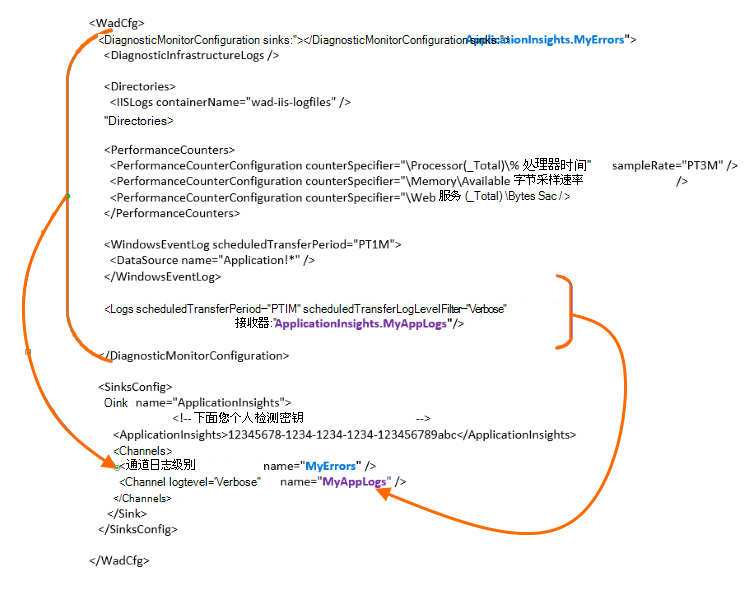 <WadCfg>
<DiagnosticMonitorConfiguration sinks:"></DiagnosticMonitorConfiguration ApplicationInsights.MyErrors">
<DiagnosticInfrastructureLogs />
<Directories>
<IISLogs containerName="wad-iis-logfiles" />
"Directories>
<PerformanceCounters>
<PerformanceCounterConfiguration counterSpecifier="\Processor(_Total)\% 处理器时间" sampleRate="PT3M" />
<PerformanceCounterConfiguration counterSpecifier="\Memory\Available 字节采样速率 />
<PerformanceCounterConfiguration counterSpecifier="\Web 服务 (_Total) \Bytes Sac / >
</PerformanceCounters>
<WindowsEventLog scheduledTransferPeriod="PT1M">
<DataSource name="Application!*" />
</WindowsEventLog>
<Logs scheduledTransferPeriod="PTIM" scheduledTransferLogLevelFilter="Verbose"
接收器:"ApplicationInsights.MyAppLogs"/>
</DiagnosticMonitorConfiguration>
<SinksConfig>
Oink name="ApplicationInsights">
<!-- 下面您个人检测密钥 -->
<ApplicationInsights>12345678-1234-1234-1234-123456789abc</ApplicationInsights>
<Channels>
<通道日志级别 name="MyErrors" />
<Channel logtevel="Verbose" name="MyAppLogs" />
</Channels>
</Sink>
</SinksConfig>
</WadCfg>